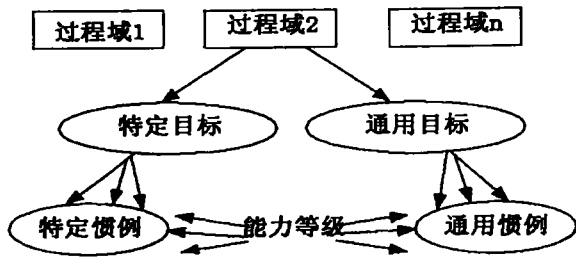 过程域1 过程域2 过程域n
特定目标 通用目标
特定惯例 能力等级 通用惯例